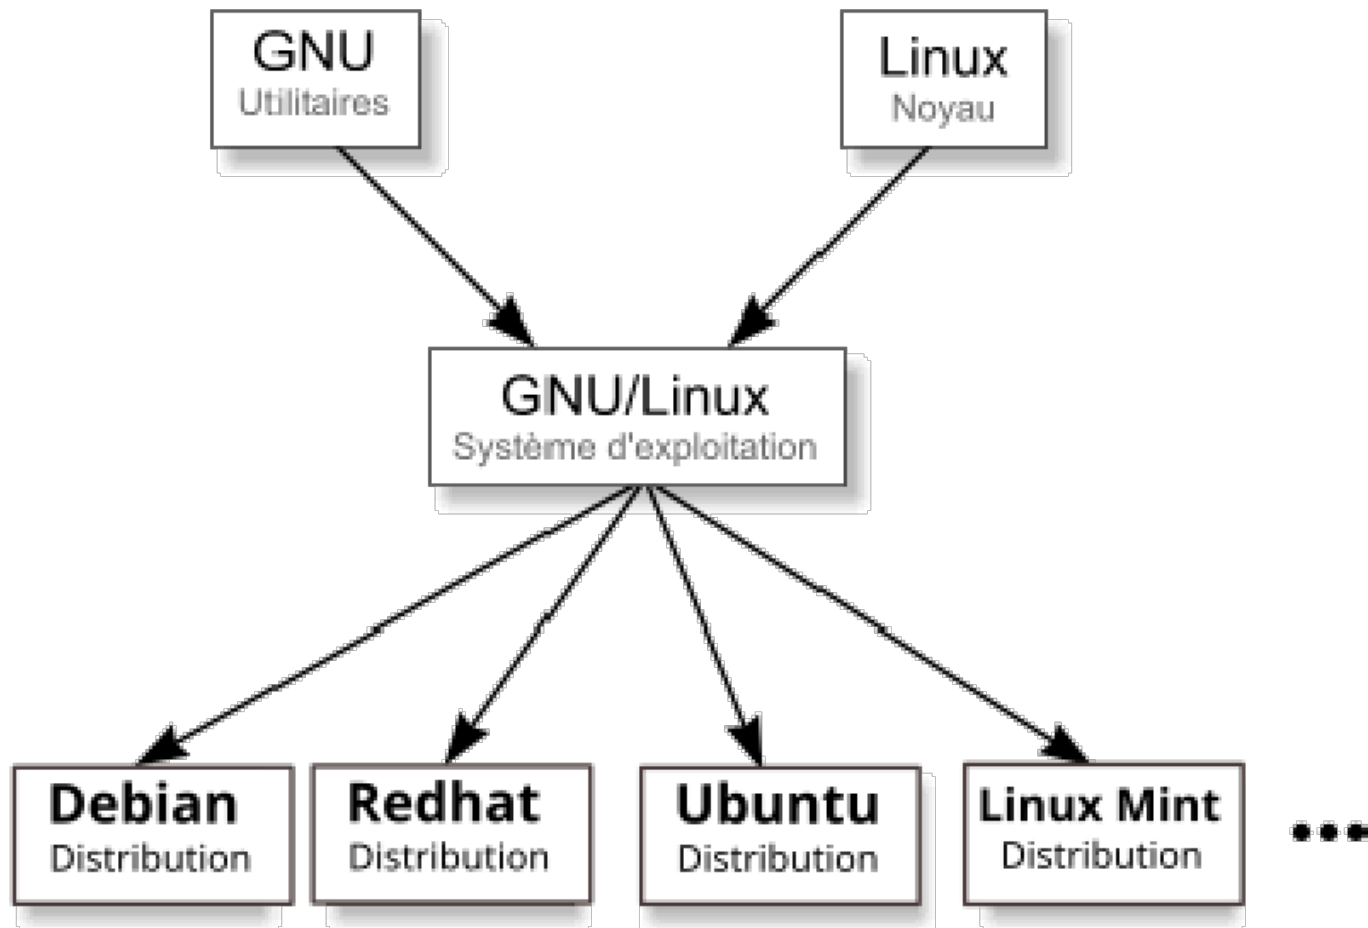 GNU
Utilitaires
Linux
Noyau
GNU/Linux
Système d'exploitation
Debian
Distribution
Redhat
Distribution
Ubuntu
Distribution
Linux Mint
Distribution
...